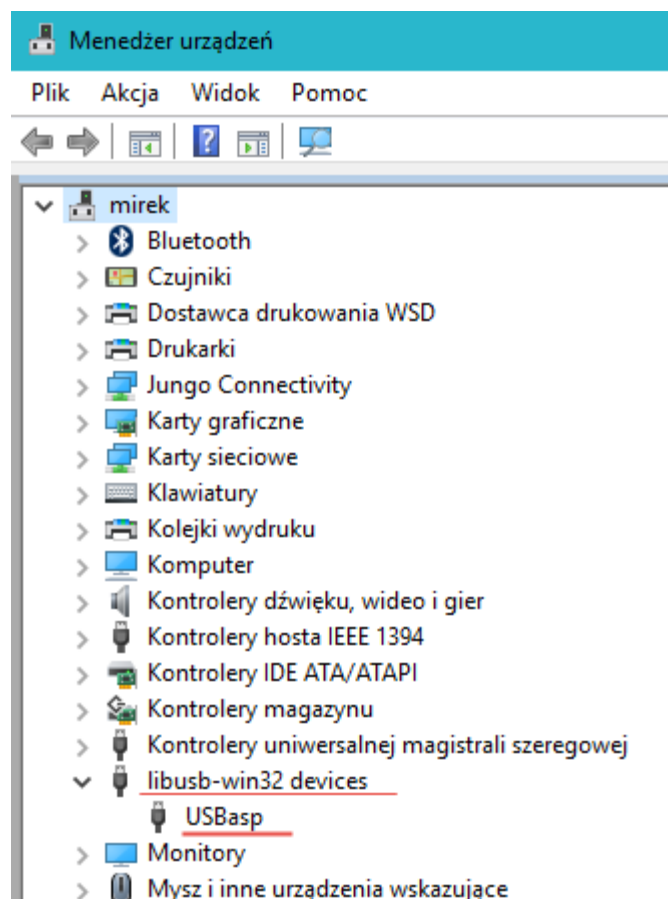 Menedżer urządzeń
Plik Akcja Widok Pomoc
mirek
Bluetooth
Czujniki
Dostawca drukowania WSD
Drukarki
Jungo Connectivity
Karty graficzne
Karty sieciowe
Klawiatury
Kolejki wydruku
Komputer
Kontrolery dźwięku, wideo i gier
Kontrolery hosta IEEE 1394
Kontrolery IDE ATA/ATAPI
Kontrolery magazynu
Kontrolery uniwersalnej magistrali szeregowej
libusb-win32 devices
USBasp
Monitory
Mysz i inne urządzenia wskazujące